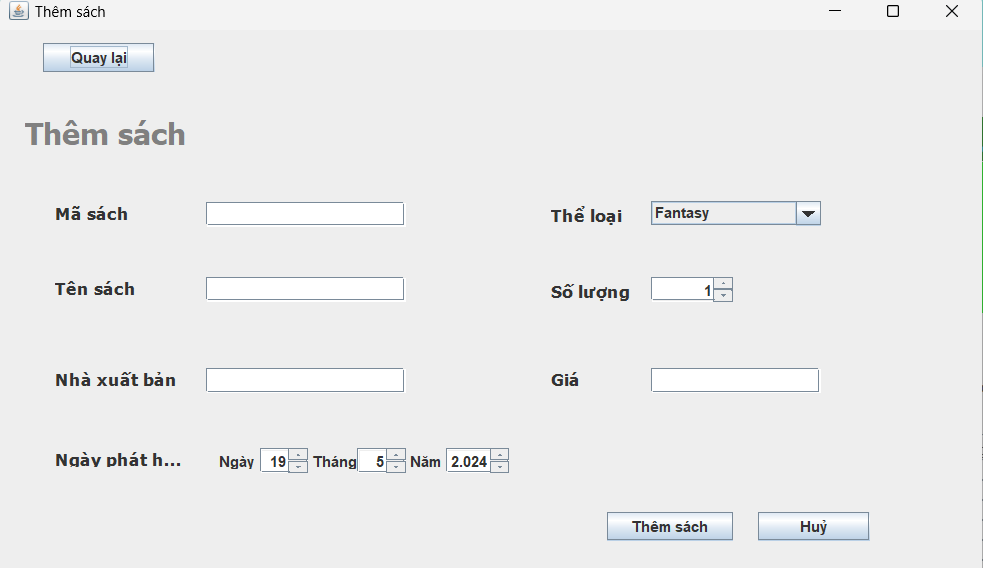 Thêm sách
Quay lại
Thêm sách
Mã sách
Thể loại Fantasy
Tên sách
Số lượng 1
Nhà xuất bản
Giá
Ngày phát h... Ngày 19 Tháng 5 Năm 2.024
Thêm sách Huỷ